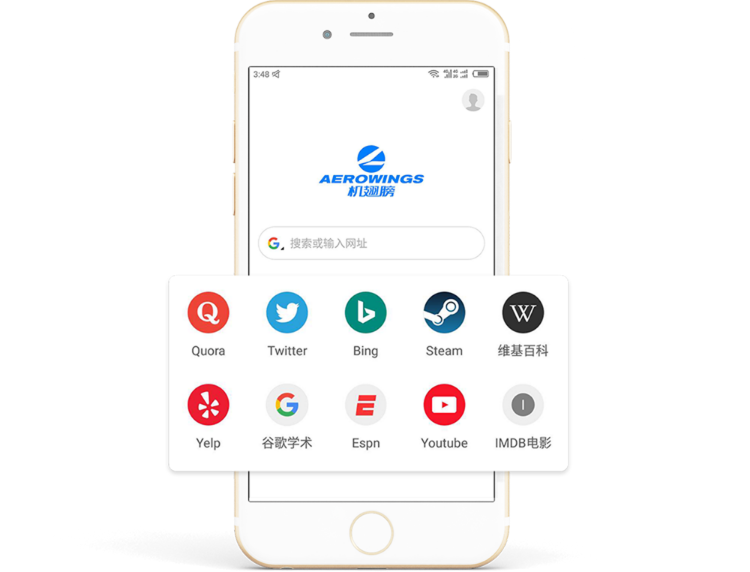 3:48
AEROWINGS
机翅膀
搜索或输入网址
Quora
Twitter
Bing
Steam
维基百科
Yelp
谷歌学术
Espn
Youtube
IMDB电影